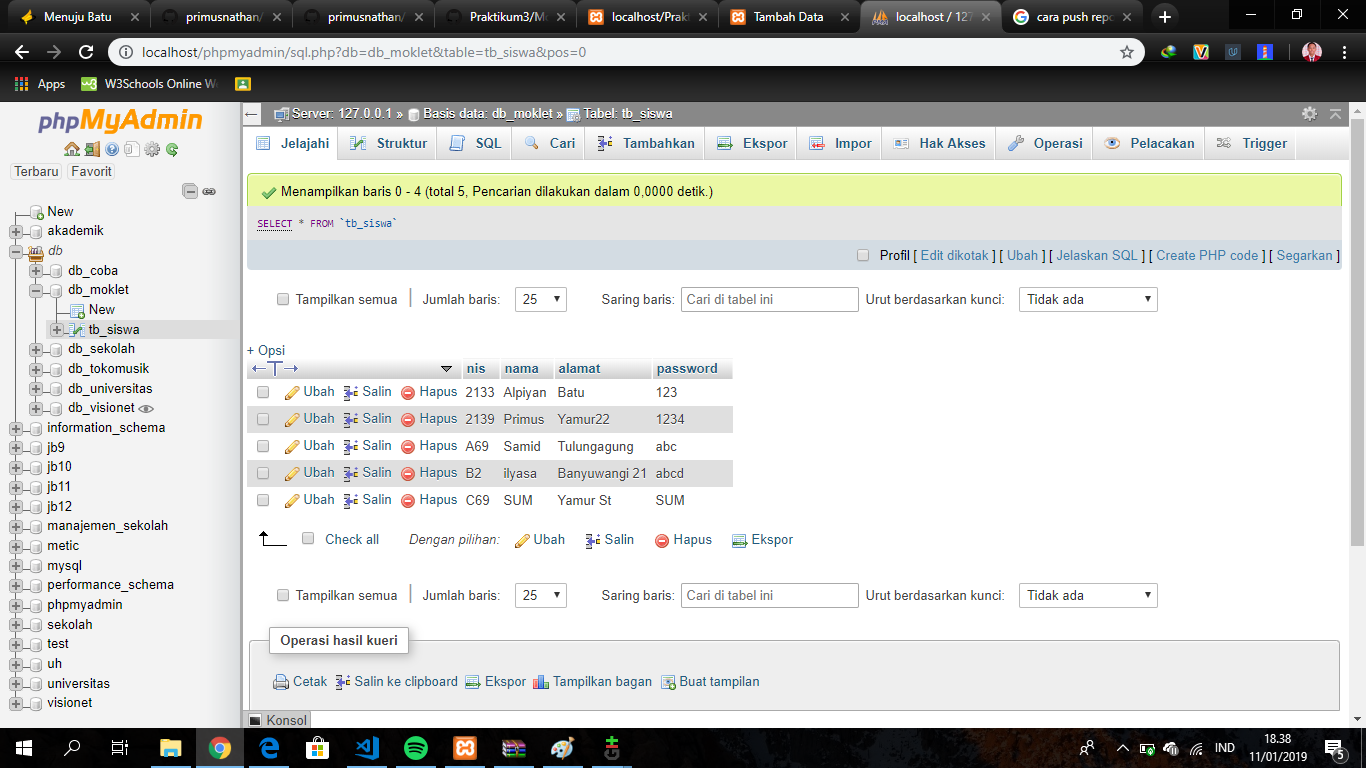 Menuju Batu
primusnathan/
primusnathan/
Praktikum3/Mo
localhost/Prakt
Tambah Data
localhost / 127
cara push repo
localhost/phpmyadmin/sql.php?db=db_moklet&table=tb_siswa&pos=0
Apps
W3Schools Online W
phpMyAdmin
Terbaru
Favorit
New
akademik
db
db_coba
db_moklet
New
tb_siswa
db_sekolah
db_tokomusik
db_universitas
db_visionet
information_schema
jb9
jb10
jb11
jb12
manajemen_sekolah
metic
mysql
performance_schema
phpmyadmin
sekolah
test
uh
universitas
visionet
Server: 127.0.0.1 » Basis data: db_moklet » Tabel: tb_siswa
Jelajahi Struktur SQL Cari Tambahkan Ekspor Impor Hak Akses Operasi Pelacakan Trigger
Menampilkan baris 0 - 4 (total 5, Pencarian dilakukan dalam 0,0000 detik.)
SELECT * FROM `tb_siswa`
Profil [ Edit dikotak ] [ Ubah ] [ Jelaskan SQL ] [ Create PHP code ] [ Segarkan ]
Tampilkan semua | Jumlah baris: 25 Saring baris: Cari di tabel ini Urut berdasarkan kunci: Tidak ada
+ Opsi
←T→ nis nama alamat password
Ubah Salin Hapus 2133 Alpiyan Batu 123
Ubah Salin Hapus 2139 Primus Yamur22 1234
Ubah Salin Hapus A69 Samid Tulungagung abc
Ubah Salin Hapus B2 ilyasa Banyuwangi 21 abcd
Ubah Salin Hapus C69 SUM Yamur St SUM
Check all Dengan pilihan: Ubah Salin Hapus Ekspor
Tampilkan semua | Jumlah baris: 25 Saring baris: Cari di tabel ini Urut berdasarkan kunci: Tidak ada
Operasi hasil kueri
Cetak Salin ke clipboard Ekspor Tampilkan bagan Buat tampilan
Konsol
IND
18.38
11/01/2019
5